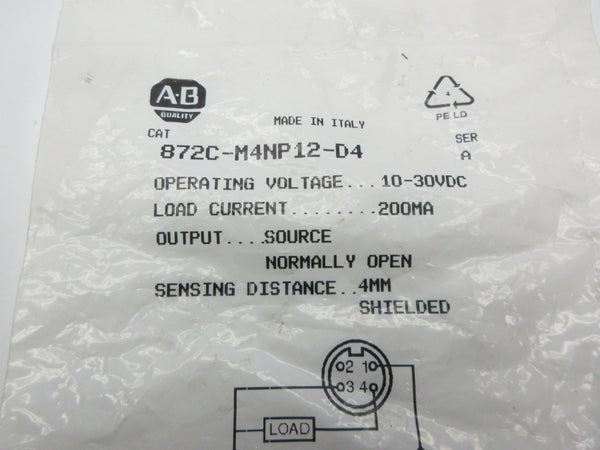 A-B
QUALITY
MADE IN ITALY
4
PE LD
CAT
SER
872C-M4NP12-D4
A
OPERATING VOLTAGE...10-30VDC
LOAD CURRENT........200MA
OUTPUT....SOURCE
NORMALLY OPEN
SENSING DISTANCE..4MM
SHIELDED
2 1
3 4
LOAD